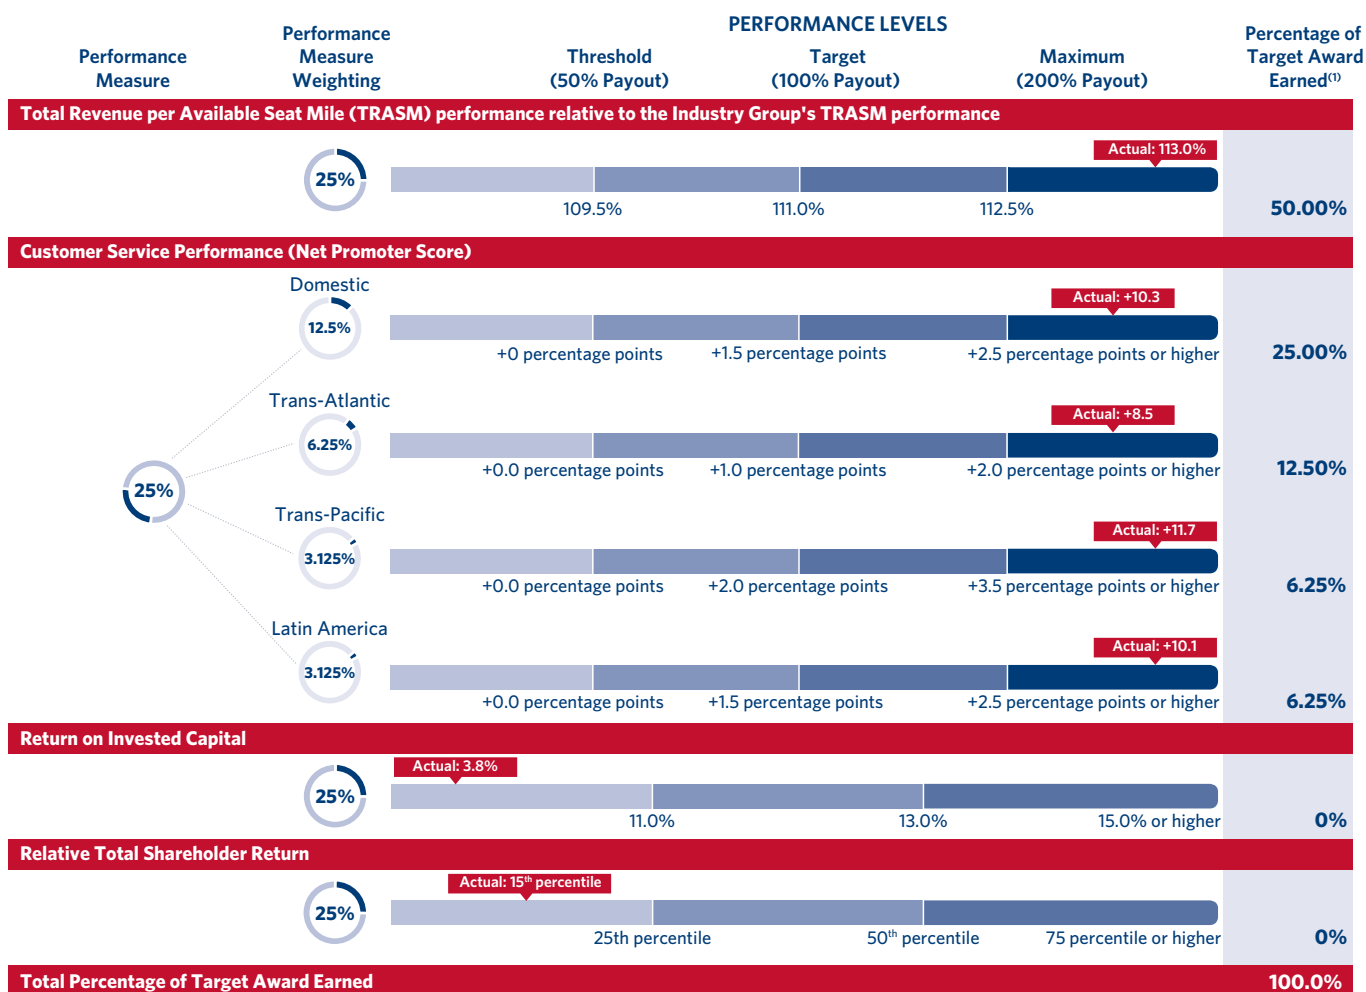 PERFORMANCE LEVELS
Performance
Measure
Performance
Measure
Weighting
Threshold
(50% Payout)
Target
(100% Payout)
Maximum
(200% Payout)
Percentage of
Target Award
Earned(1)
Total Revenue per Available Seat Mile (TRASM) performance relative to the Industry Group's TRASM performance
Actual: 113.0%
25%
109.5% 111.0% 112.5%
50.00%
Customer Service Performance (Net Promoter Score)
Domestic
Actual: +10.3
12.5%
+0 percentage points +1.5 percentage points +2.5 percentage points or higher
25.00%
Trans-Atlantic
Actual: +8.5
6.25%
+0.0 percentage points +1.0 percentage points +2.0 percentage points or higher
12.50%
25%
Trans-Pacific
Actual: +11.7
3.125%
+0.0 percentage points +2.0 percentage points +3.5 percentage points or higher
6.25%
Latin America
Actual: +10.1
3.125%
+0.0 percentage points +1.5 percentage points +2.5 percentage points or higher
6.25%
Return on Invested Capital
Actual: 3.8%
25%
11.0% 13.0% 15.0% or higher
0%
Relative Total Shareholder Return
Actual: 15th percentile
25%
25th percentile 50th percentile 75 percentile or higher
0%
Total Percentage of Target Award Earned 100.0%